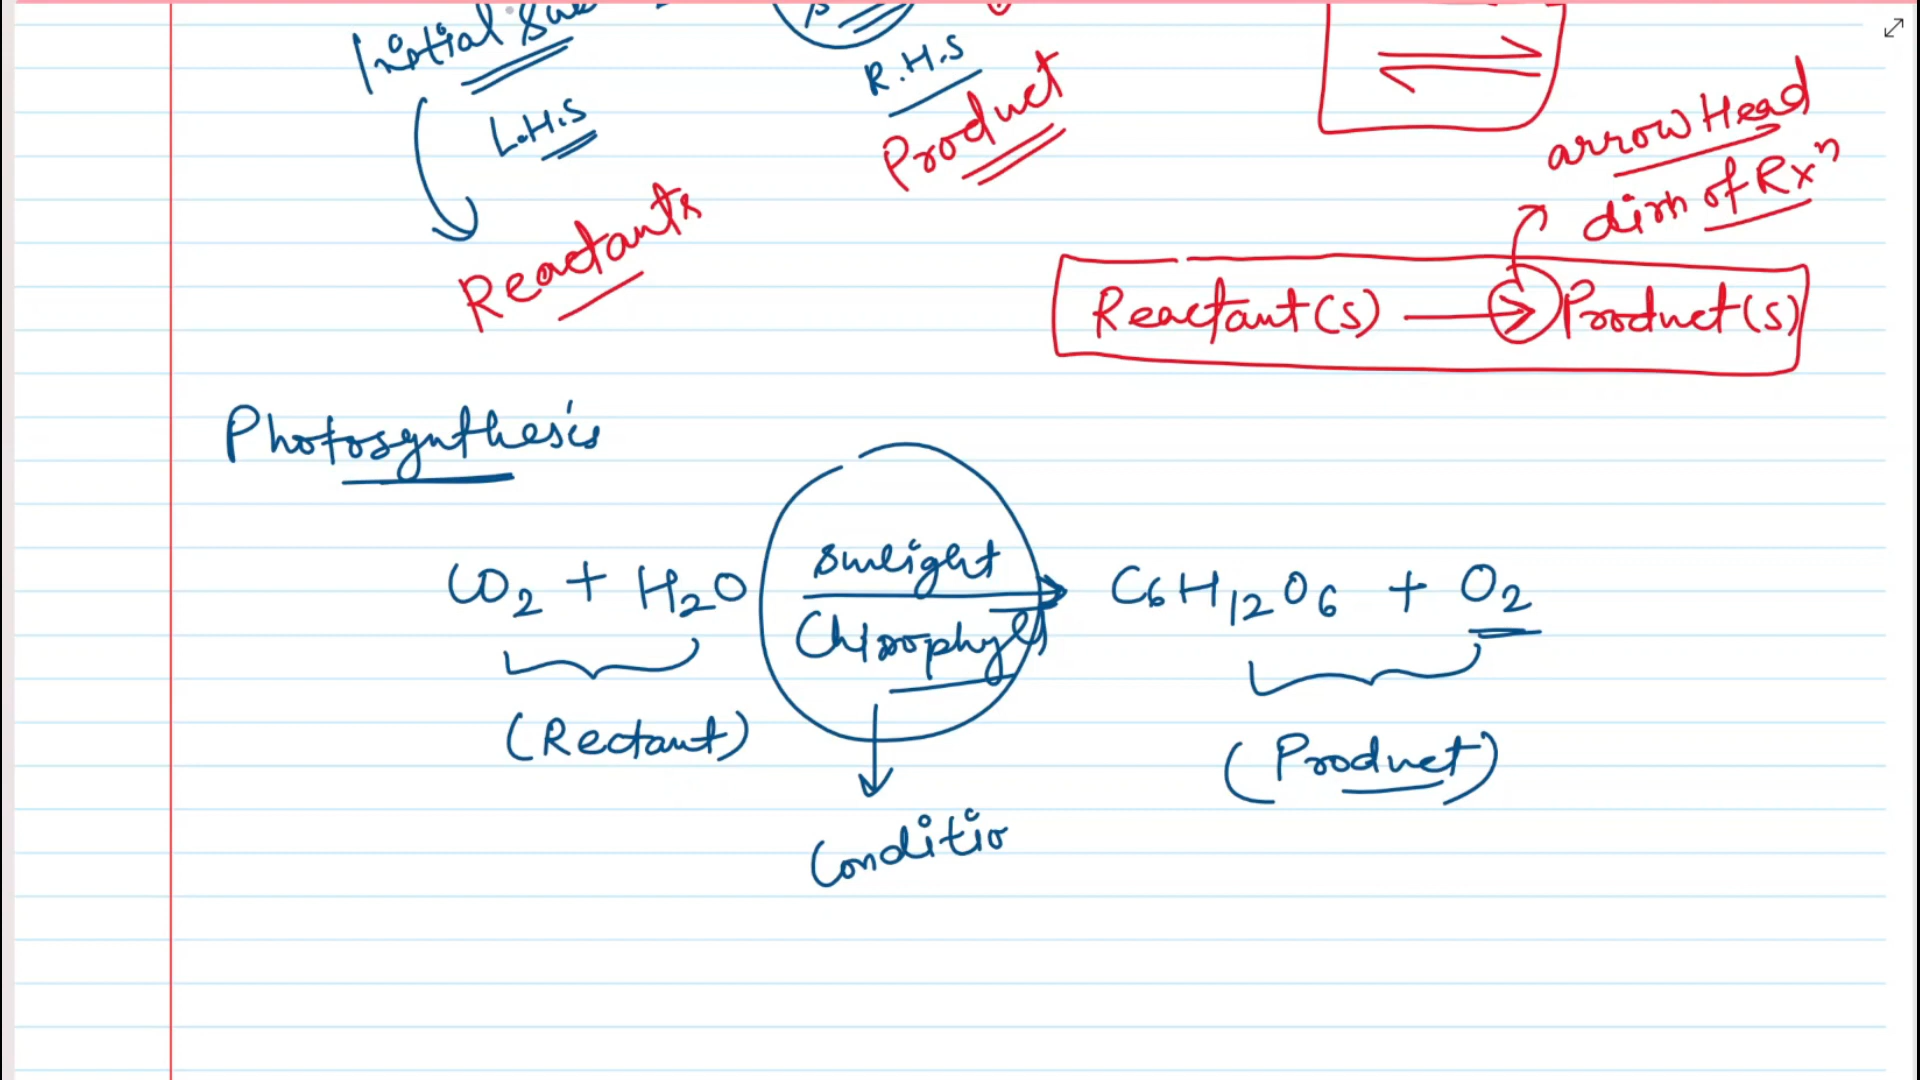 Initial Sub
R.H.S
L.H.S
Product
Reactants
arrow Head
dirn of Rxⁿ
Reactant(s) → Product(s)
Photosynthesis
CO₂ + H₂O sunlight → C₆H₁₂O₆ + O₂
Chlorophyll
(Rectant)
(Product)
Conditio